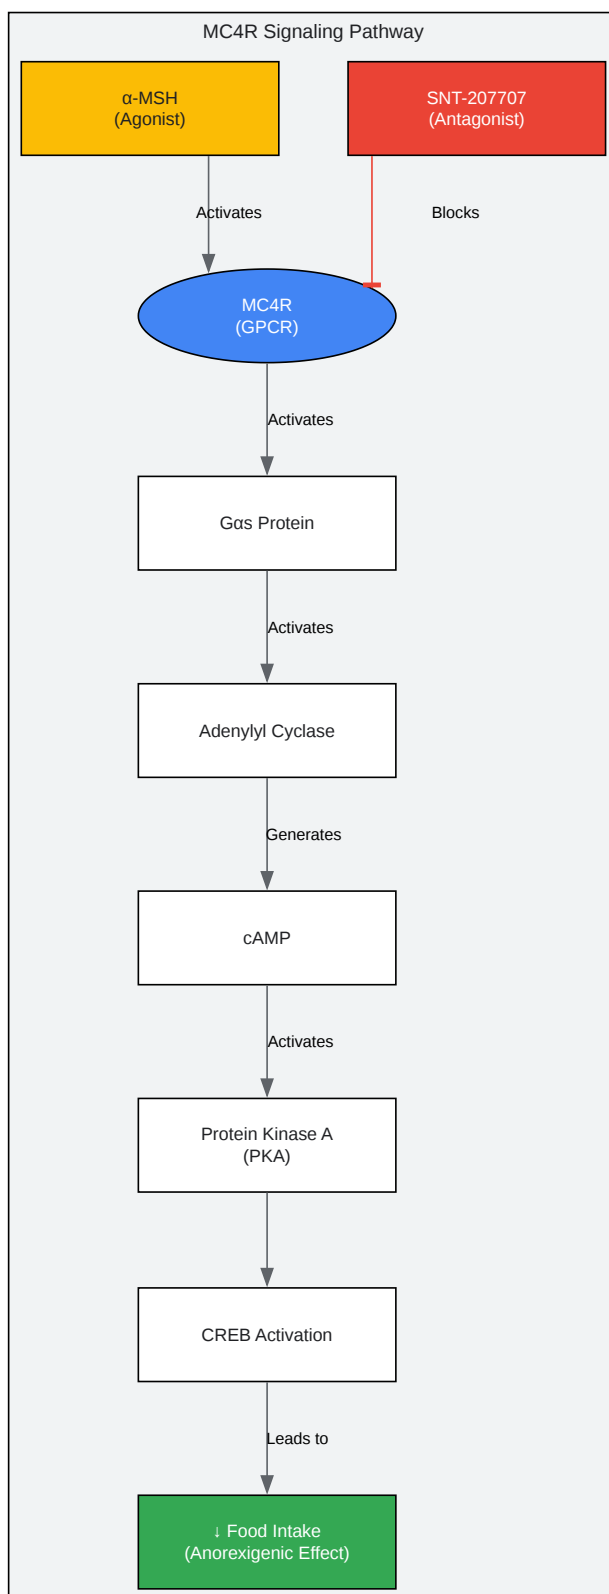 MC4R Signaling Pathway
α-MSH
(Agonist)
SNT-207707
(Antagonist)
Activates
Blocks
MC4R
(GPCR)
Activates
Gαs Protein
Activates
Adenylyl Cyclase
Generates
cAMP
Activates
Protein Kinase A
(PKA)
CREB Activation
Leads to
↓ Food Intake
(Anorexigenic Effect)